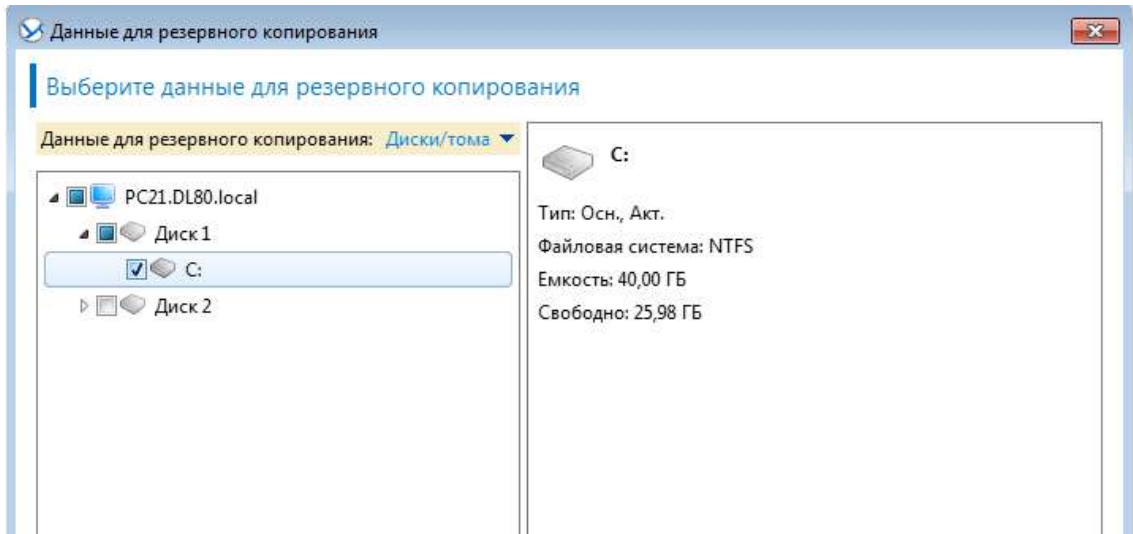 Данные для резервного копирования
Выберите данные для резервного копирования
Данные для резервного копирования: Диски/тома
PC21.DL80.local
Диск 1
C:
Диск 2
C:
Тип: Осн., Акт.
Файловая система: NTFS
Емкость: 40,00 ГБ
Свободно: 25,98 ГБ